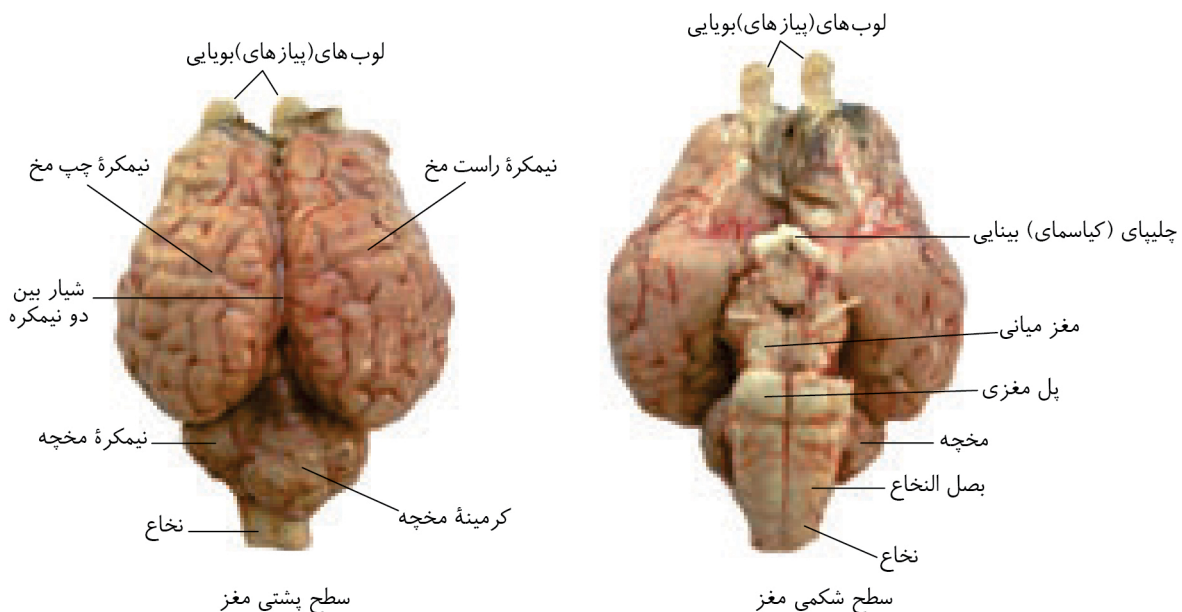 لوب‌های(پیازهای)بویایی
نیمکرهٔ چپ مخ
نیمکرهٔ راست مخ
شیار بین
دو نیمکره
نیمکرهٔ مخچه
کرمینهٔ مخچه
نخاع
سطح پشتی مغز
لوب‌های(پیازهای)بویایی
چلیپای (کیاسمای) بینایی
مغز میانی
پل مغزی
مخچه
بصل النخاع
نخاع
سطح شکمی مغز